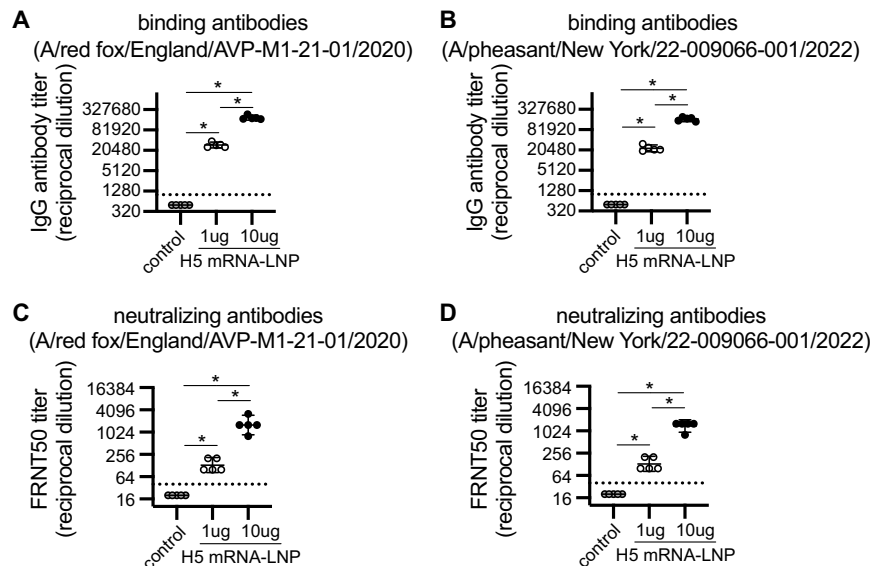 A
binding antibodies
(A/red fox/England/AVP-M1-21-01/2020)
IgG antibody titer
(reciprocal dilution)
327680
81920
20480
5120
1280
320
*
*
*
control
1ug 10ug
H5 mRNA-LNP
B
binding antibodies
(A/pheasant/New York/22-009066-001/2022)
IgG antibody titer
(reciprocal dilution)
327680
81920
20480
5120
1280
320
*
*
*
control
1ug 10ug
H5 mRNA-LNP
C
neutralizing antibodies
(A/red fox/England/AVP-M1-21-01/2020)
FRNT50 titer
(reciprocal dilution)
16384
4096
1024
256
64
16
*
*
*
control
1ug 10ug
H5 mRNA-LNP
D
neutralizing antibodies
(A/pheasant/New York/22-009066-001/2022)
FRNT50 titer
(reciprocal dilution)
16384
4096
1024
256
64
16
*
*
*
control
1ug 10ug
H5 mRNA-LNP